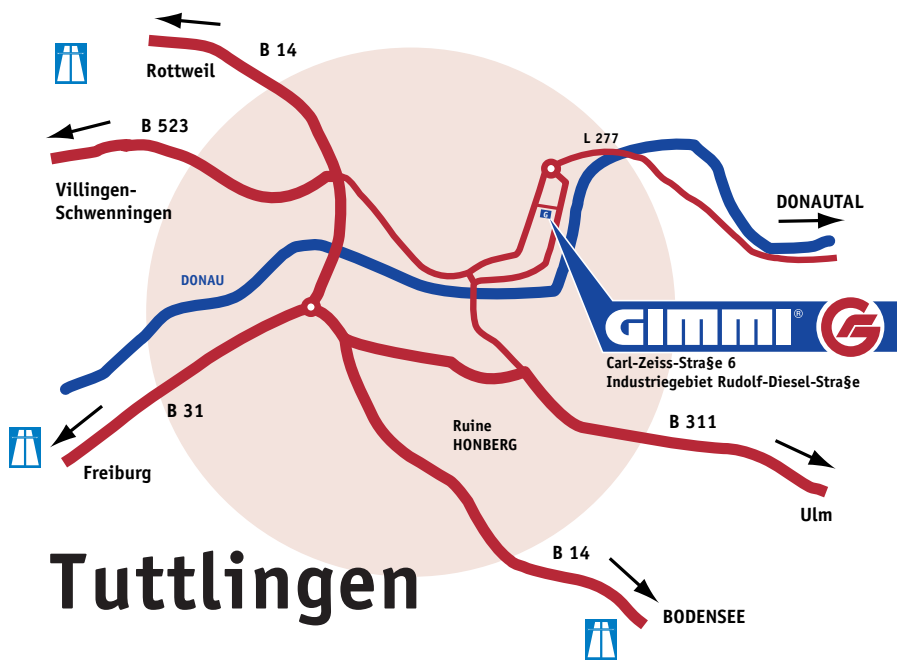 B 14
Rottweil
B 523
L 277
Villingen-
Schwenningen
DONAUTAL
G
DONAU
GIMMI®
Carl-Zeiss-Stra§e 6
Industriegebiet Rudolf-Diesel-Stra§e
B 31
Ruine
HONBERG
B 311
Freiburg
Ulm
Tuttlingen
B 14
BODENSEE